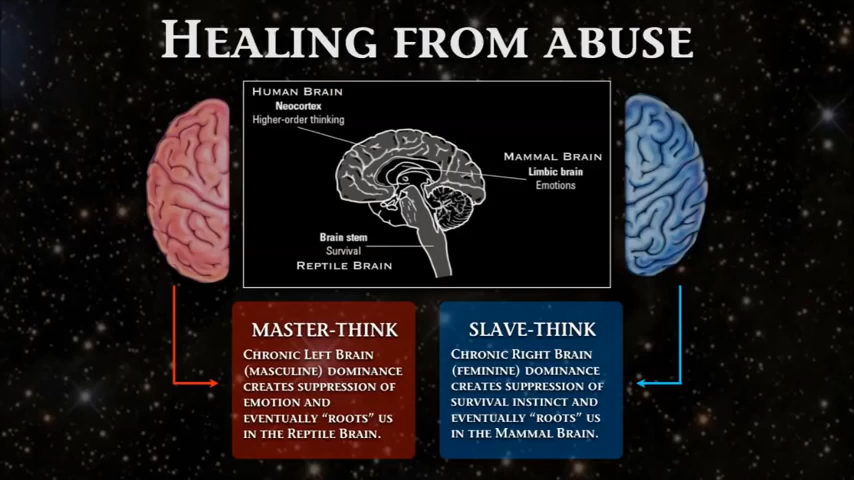 HEALING FROM ABUSE
HUMAN BRAIN
Neocortex
Higher-order thinking
MAMMAL BRAIN
Limbic brain
Emotions
Brain stem
Survival
REPTILE BRAIN
MASTER-THINK
CHRONIC LEFT BRAIN
(MASCULINE) DOMINANCE
CREATES SUPPRESSION OF
EMOTION AND
EVENTUALLY “ROOTS” US
IN THE REPTILE BRAIN.
SLAVE-THINK
CHRONIC RIGHT BRAIN
(FEMININE) DOMINANCE
CREATES SUPPRESSION OF
SURVIVAL INSTINCT AND
EVENTUALLY “ROOTS” US
IN THE MAMMAL BRAIN.